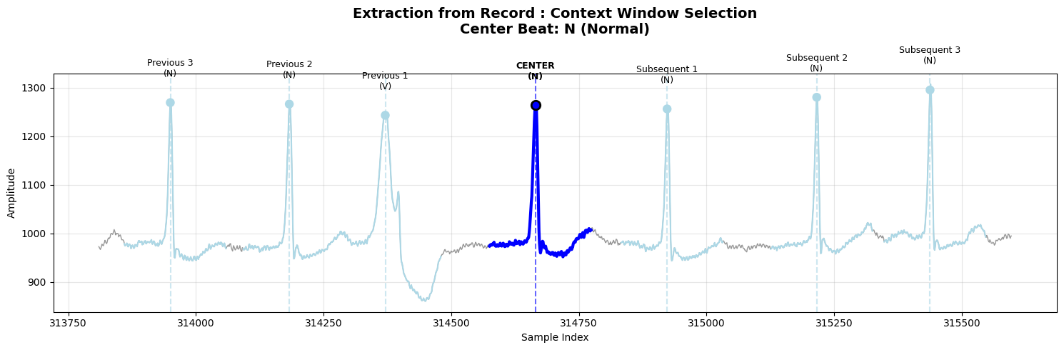 Extraction from Record : Context Window Selection
Center Beat: N (Normal)
Previous 3
(N)
Previous 2
(N)
Previous 1
(V)
CENTER
(N)
Subsequent 1
(N)
Subsequent 2
(N)
Subsequent 3
(N)
Amplitude
1300
1200
1100
1000
900
313750
314000
314250
314500
314750
315000
315250
315500
Sample Index